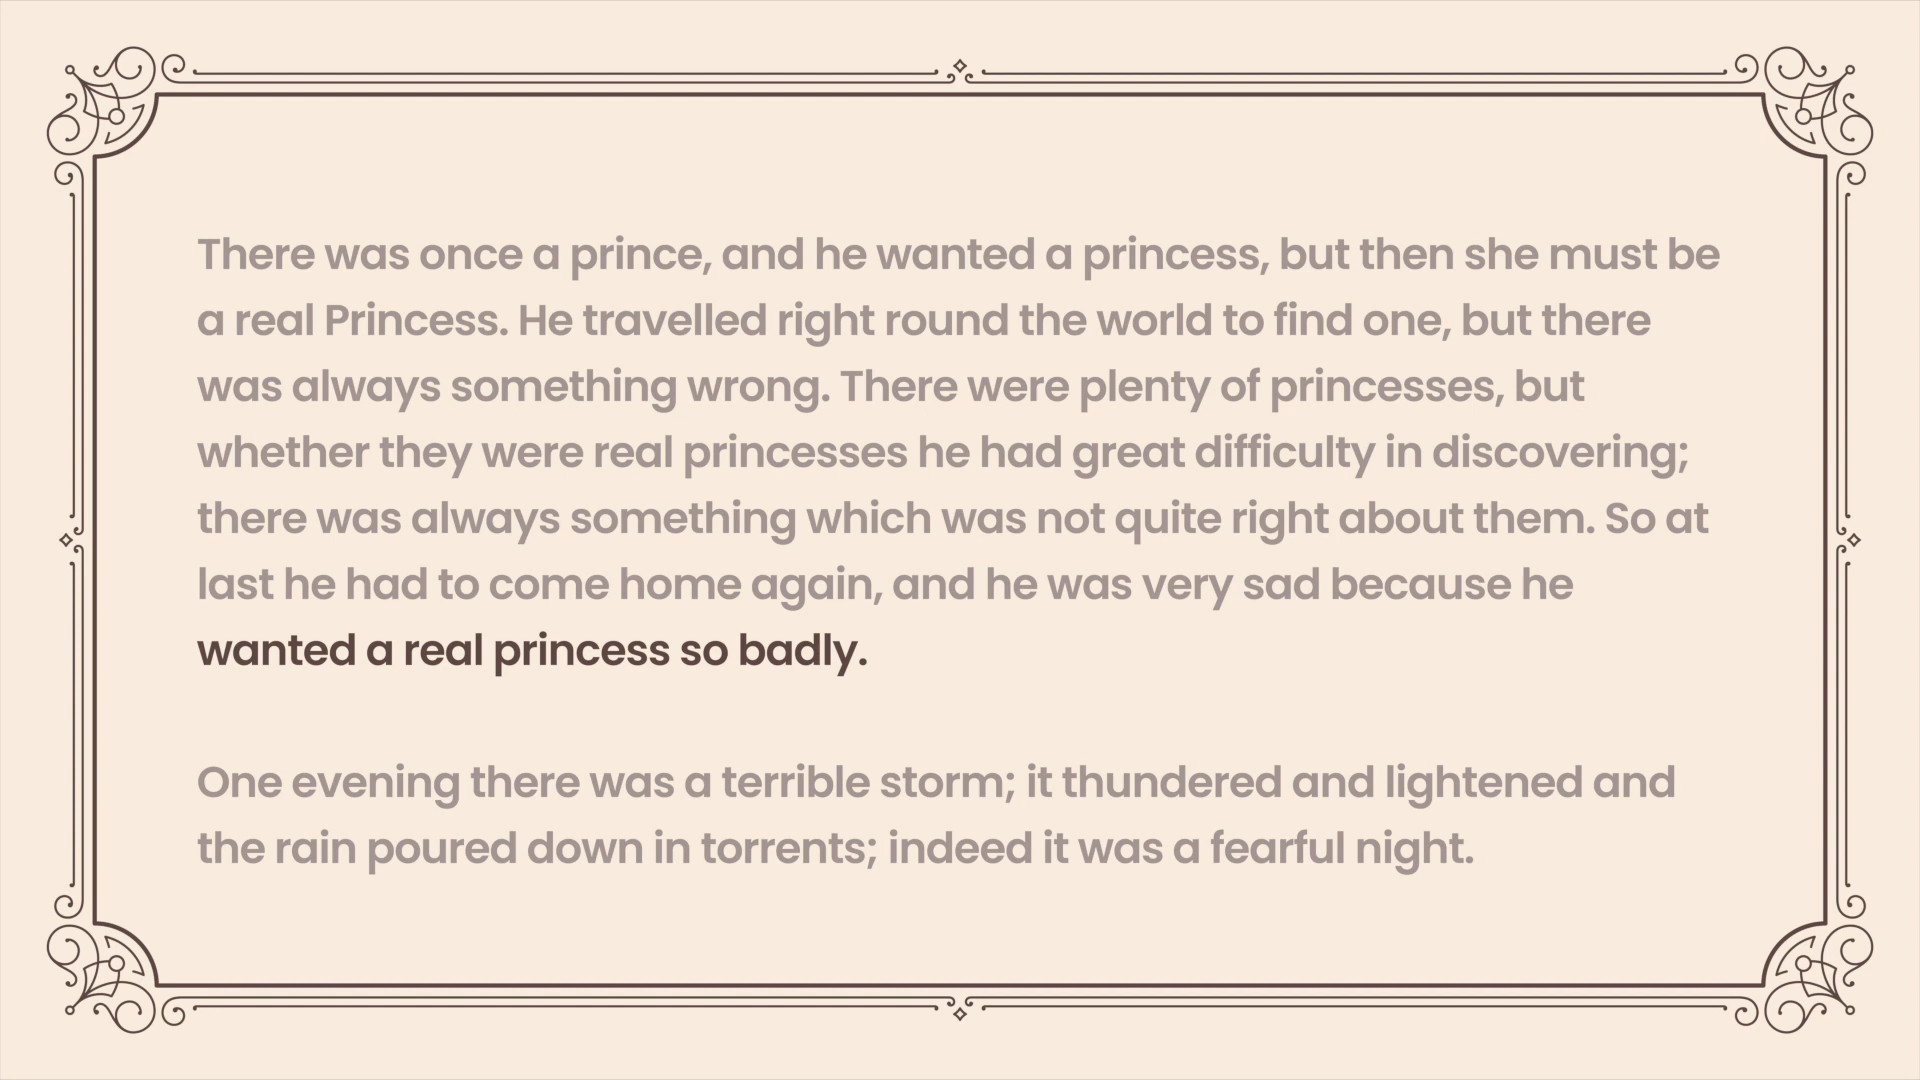 There was once a prince, and he wanted a princess, but then she must be
a real Princess. He travelled right round the world to find one, but there
was always something wrong. There were plenty of princesses, but
whether they were real princesses he had great difficulty in discovering;
there was always something which was not quite right about them. So at
last he had to come home again, and he was very sad because he
wanted a real princess so badly.
One evening there was a terrible storm; it thundered and lightened and
the rain poured down in torrents; indeed it was a fearful night.